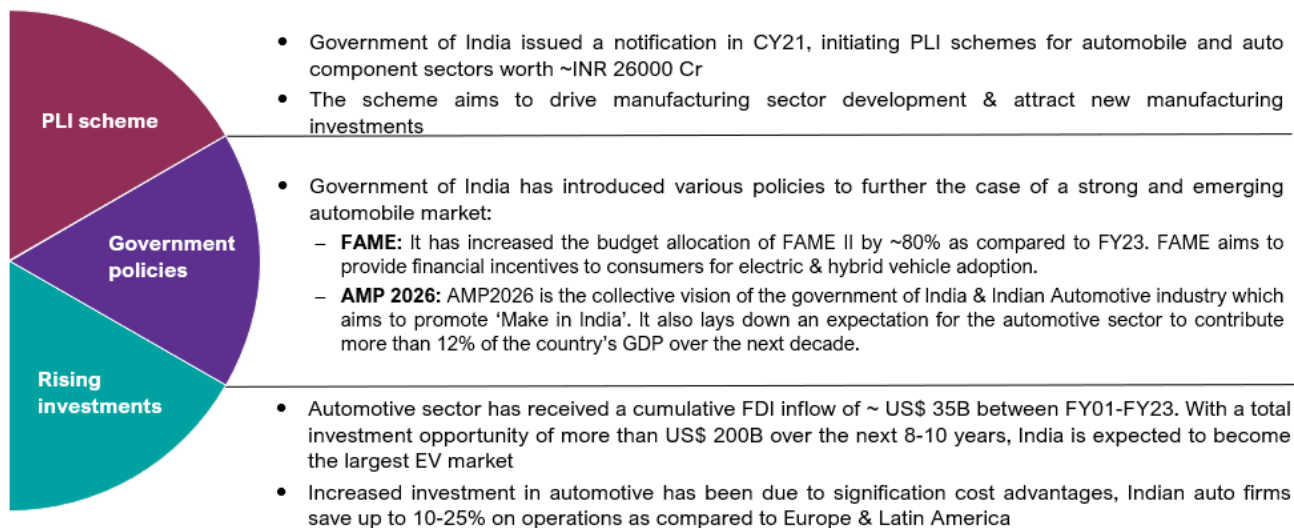 PLI scheme
• Government of India issued a notification in CY21, initiating PLI schemes for automobile and auto
component sectors worth ~INR 26000 Cr
• The scheme aims to drive manufacturing sector development & attract new manufacturing
investments
Government
policies
• Government of India has introduced various policies to further the case of a strong and emerging
automobile market:
– FAME: It has increased the budget allocation of FAME II by ~80% as compared to FY23. FAME aims to
provide financial incentives to consumers for electric & hybrid vehicle adoption.
– AMP 2026: AMP2026 is the collective vision of the government of India & Indian Automotive industry which
aims to promote ‘Make in India’. It also lays down an expectation for the automotive sector to contribute
more than 12% of the country’s GDP over the next decade.
Rising
investments
• Automotive sector has received a cumulative FDI inflow of ~ US$ 35B between FY01-FY23. With a total
investment opportunity of more than US$ 200B over the next 8-10 years, India is expected to become
the largest EV market
• Increased investment in automotive has been due to signification cost advantages, Indian auto firms
save up to 10-25% on operations as compared to Europe & Latin America